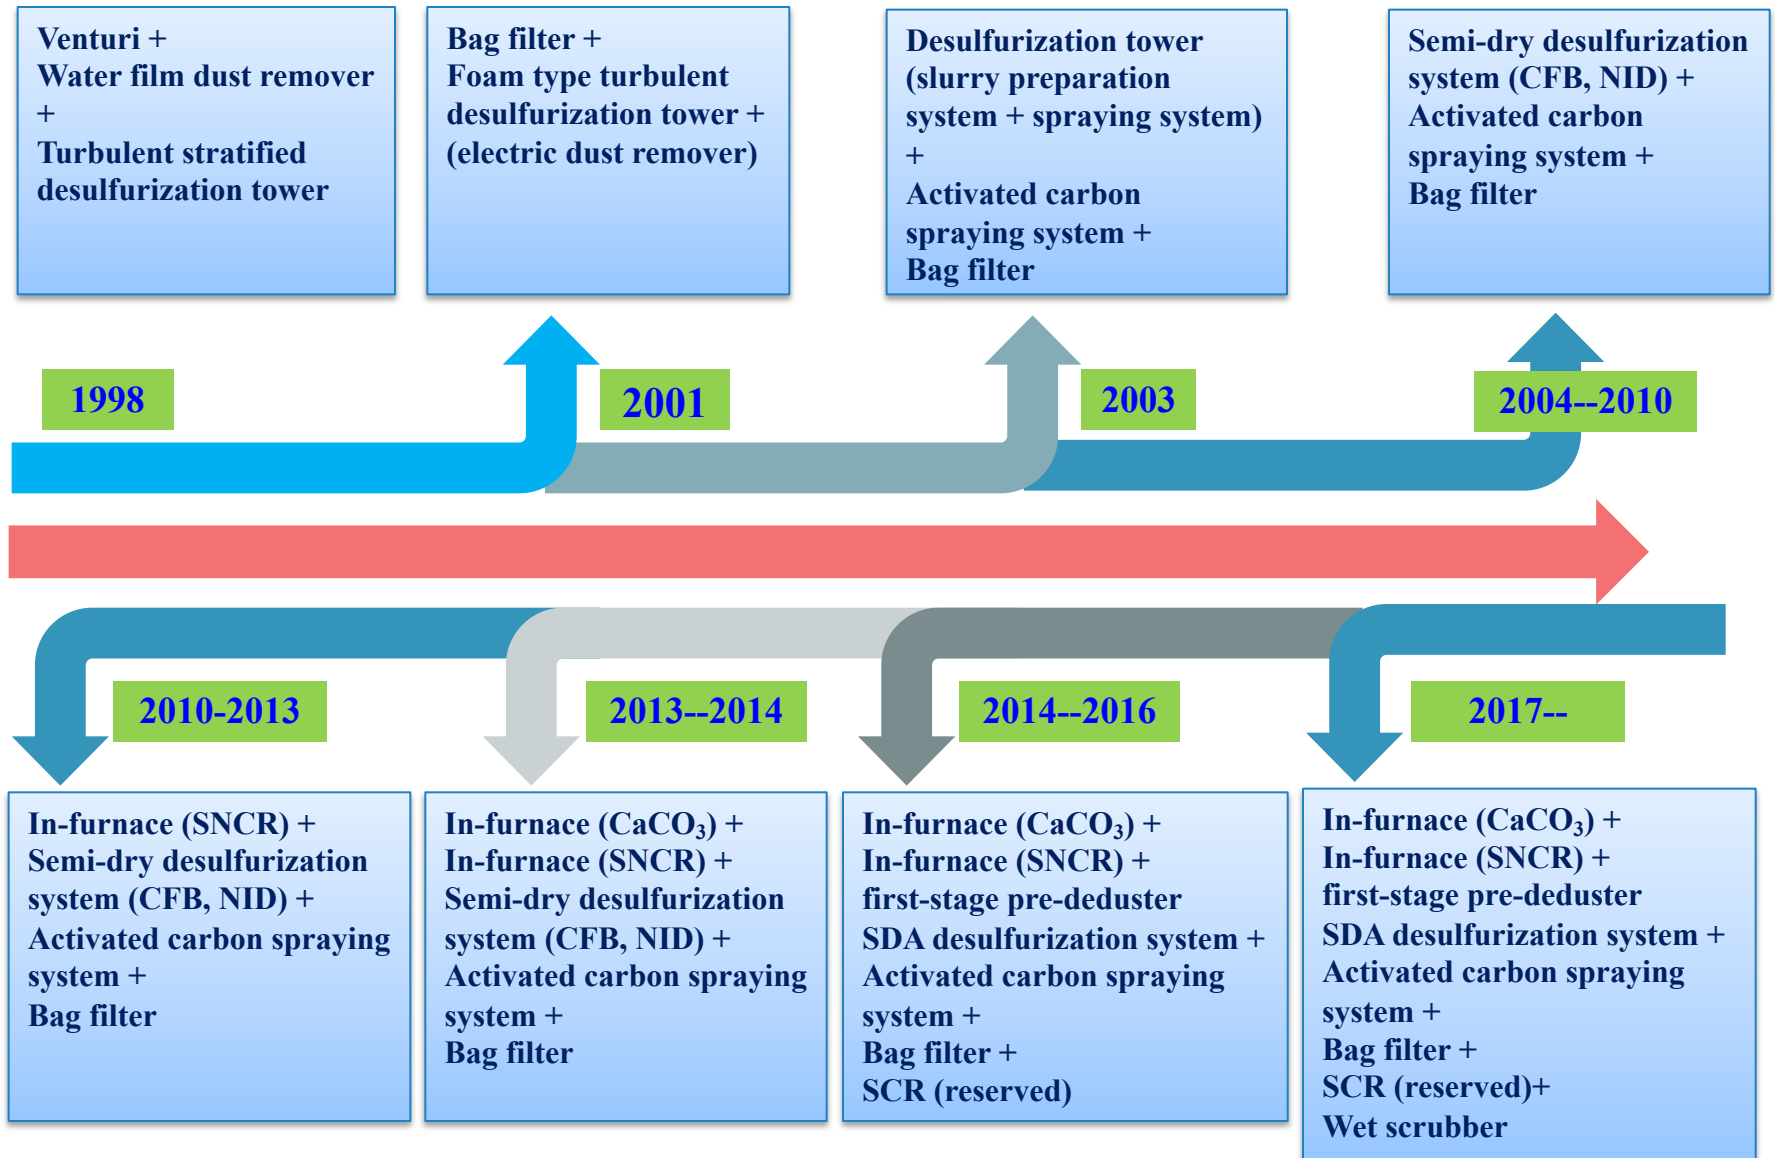 Venturi +
Water film dust remover
+
Turbulent stratified
desulfurization tower
Bag filter +
Foam type turbulent
desulfurization tower +
(electric dust remover)
Desulfurization tower
(slurry preparation
system + spraying system)
+
Activated carbon
spraying system +
Bag filter
Semi-dry desulfurization
system (CFB, NID) +
Activated carbon
spraying system +
Bag filter
1998
2001
2003
2004--2010
2010-2013
2013--2014
2014--2016
2017--
In-furnace (SNCR) +
Semi-dry desulfurization
system (CFB, NID) +
Activated carbon spraying
system +
Bag filter
In-furnace (CaCO₃) +
In-furnace (SNCR) +
Semi-dry desulfurization
system (CFB, NID) +
Activated carbon spraying
system +
Bag filter
In-furnace (CaCO₃) +
In-furnace (SNCR) +
first-stage pre-deduster
SDA desulfurization system +
Activated carbon spraying
system +
Bag filter +
SCR (reserved)
In-furnace (CaCO₃) +
In-furnace (SNCR) +
first-stage pre-deduster
SDA desulfurization system +
Activated carbon spraying
system +
Bag filter +
SCR (reserved)+
Wet scrubber